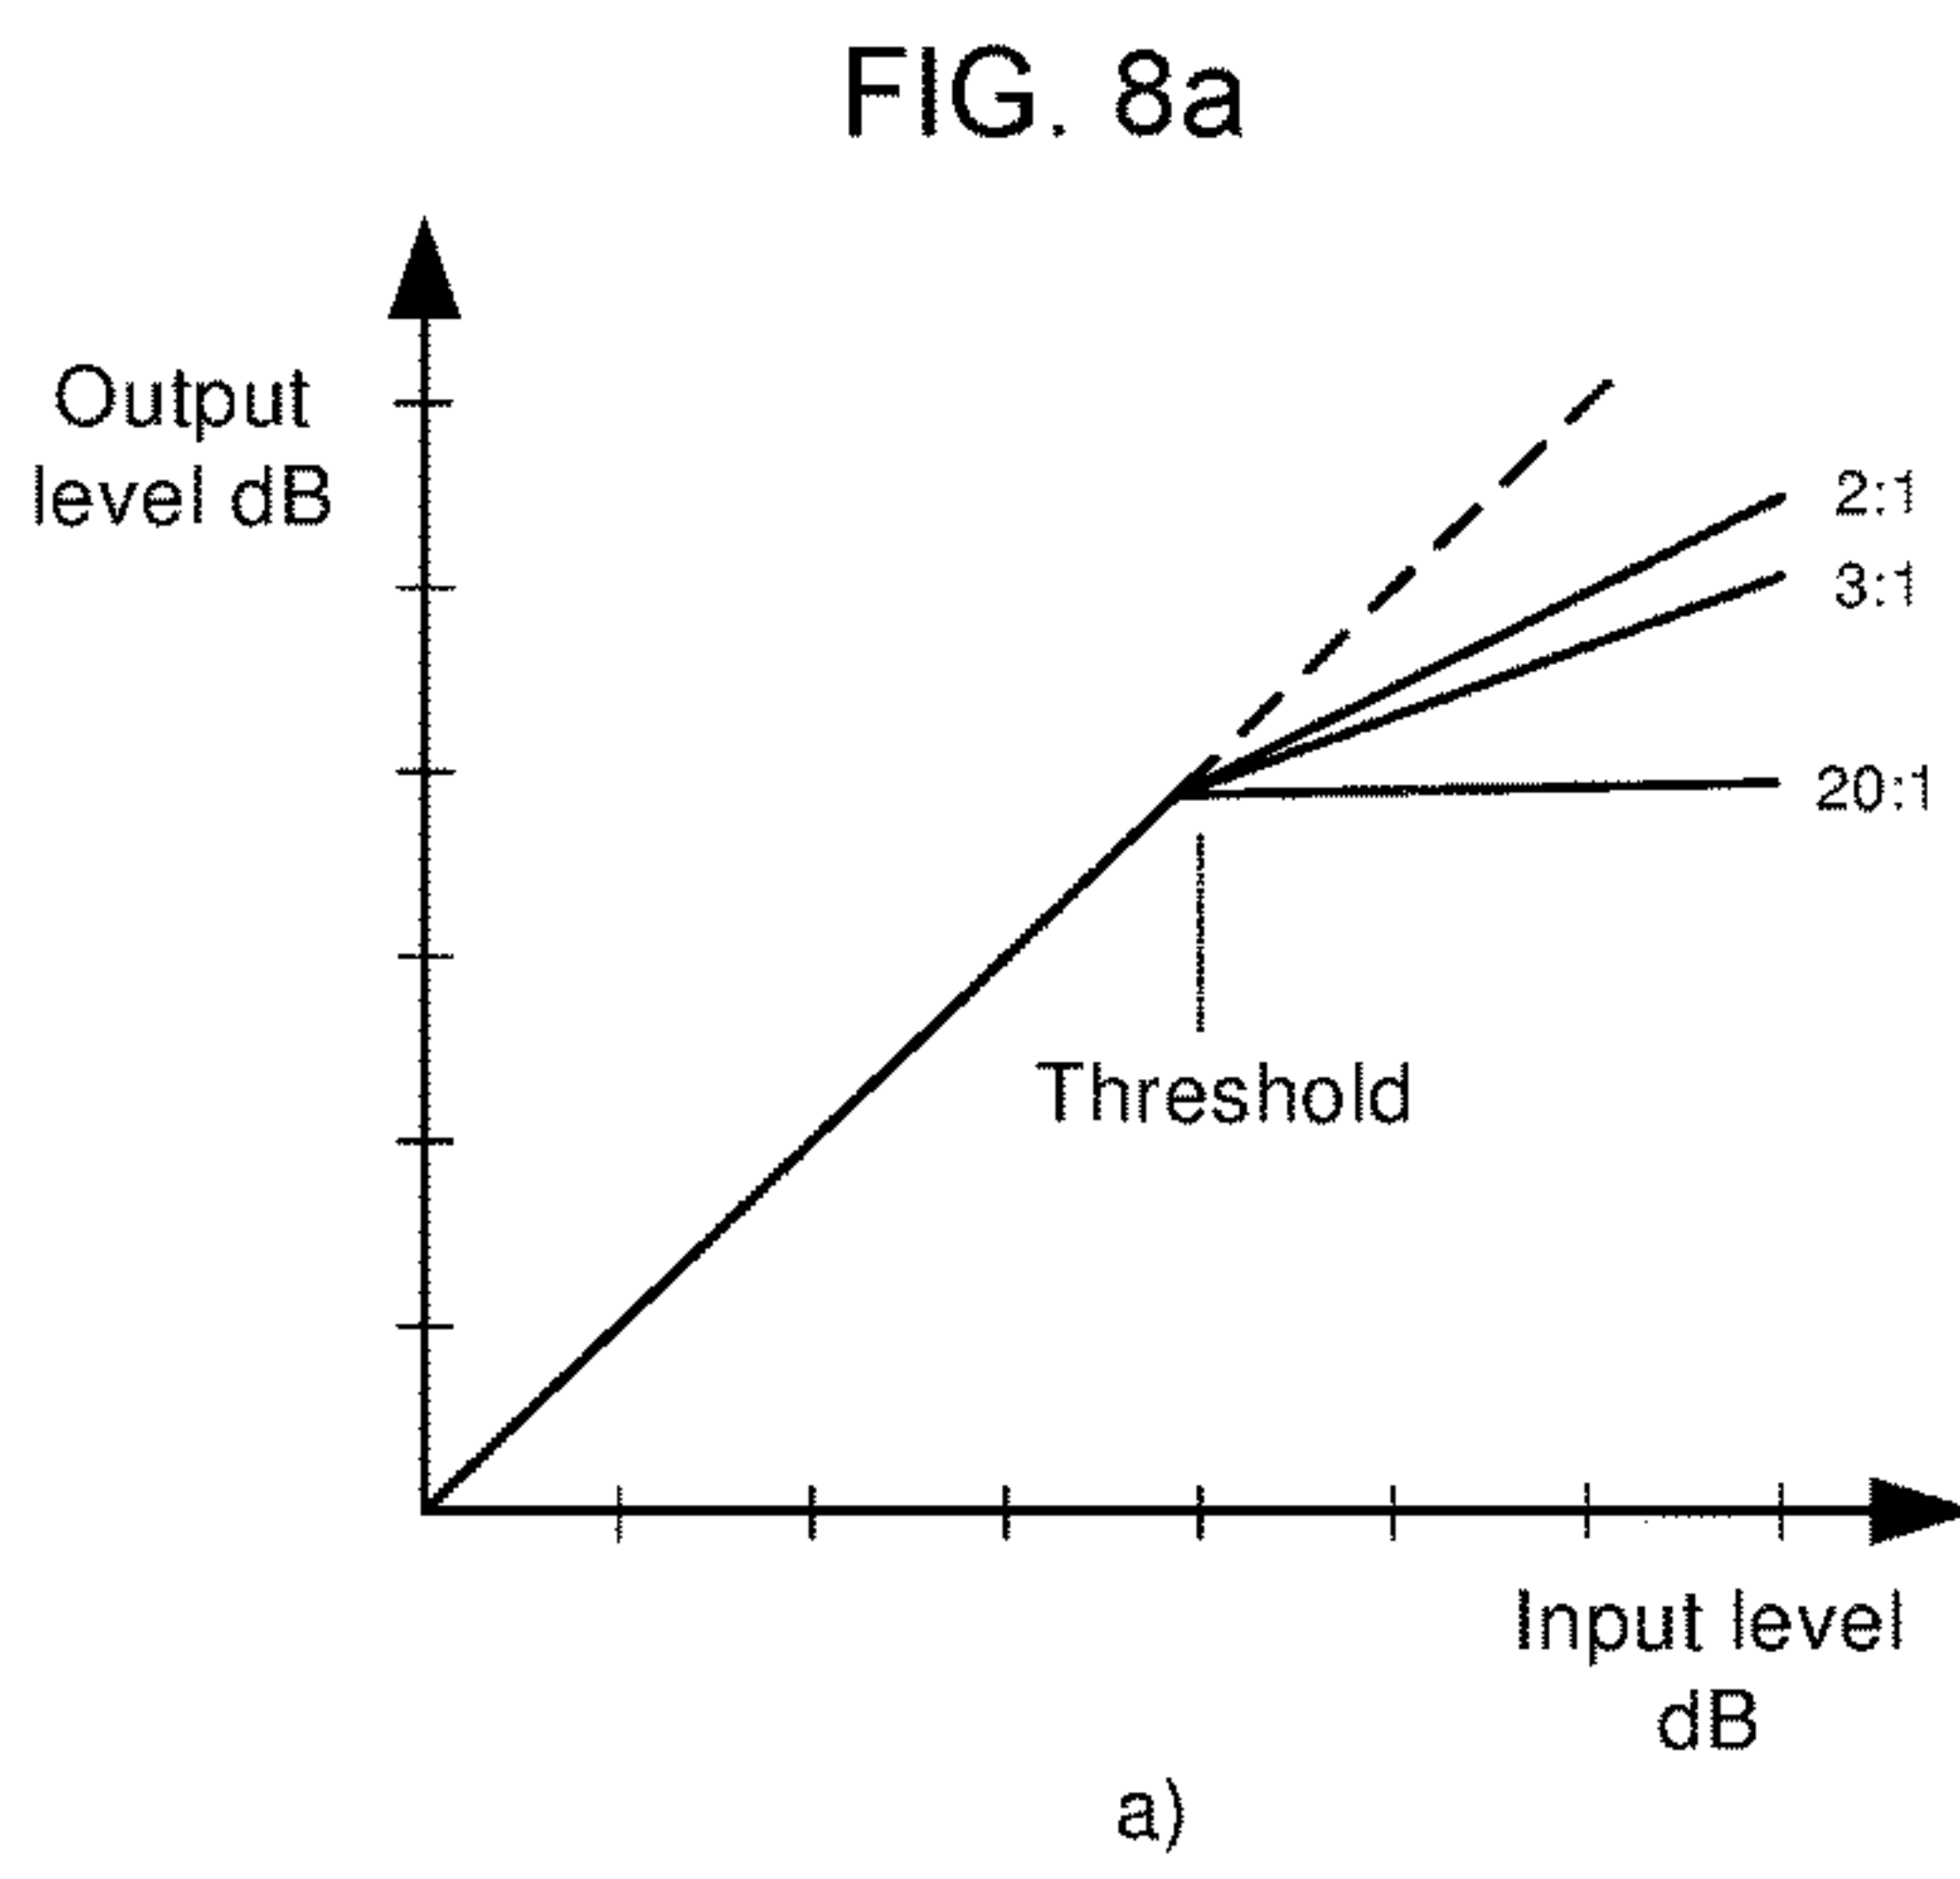 FIG. 8a
Output
level dB
2:1
3:1
20:1
Threshold
Input level
dB
a)